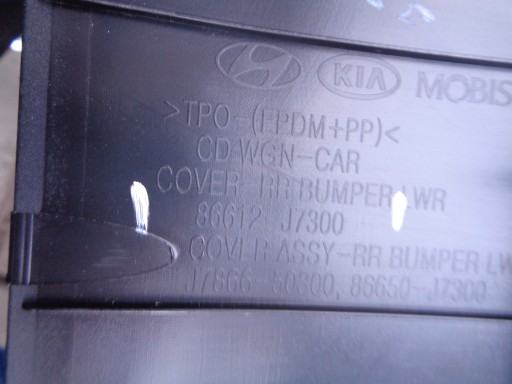 HYUNDAI KIA MOBIS
>TPO-(EPDM+PP)<
CD WGN-CAR
COVER-RR BUMPER LWR
86612 J7300
COVER ASSY-RR BUMPER LW
J7866-50300, 86650-J7300